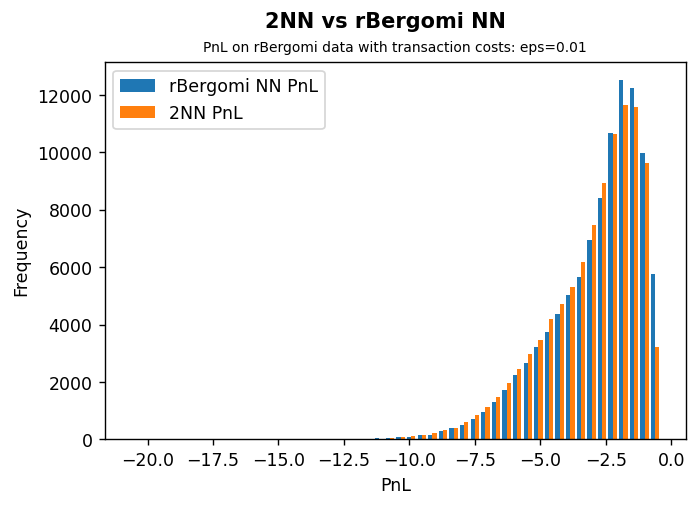 2NN vs rBergomi NN
PnL on rBergomi data with transaction costs: eps=0.01
rBergomi NN PnL
2NN PnL
Frequency
12000
10000
8000
6000
4000
2000
0
−20.0 −17.5 −15.0 −12.5 −10.0 −7.5 −5.0 −2.5 0.0
PnL